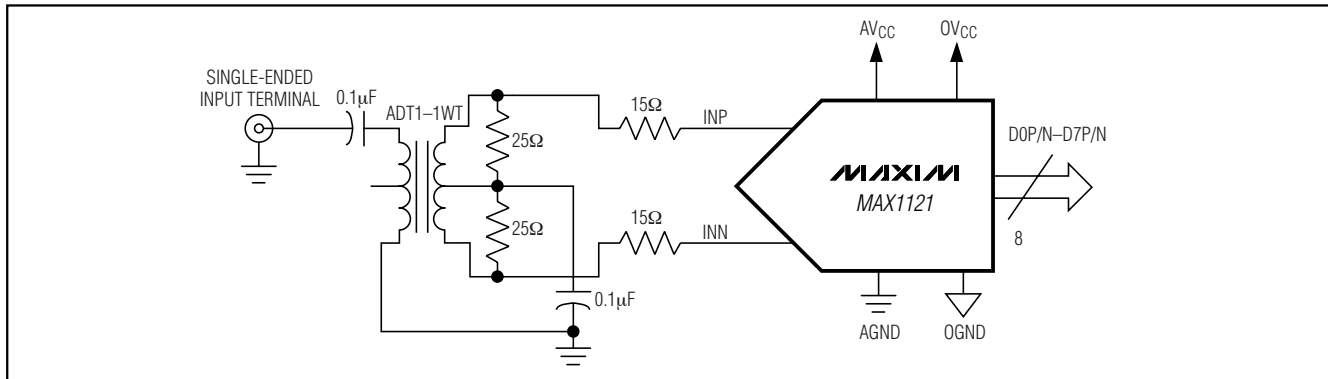 SINGLE-ENDED
INPUT TERMINAL
0.1μF
ADT1–1WT
25Ω
25Ω
0.1μF
15Ω
INP
15Ω
INN
AVCC
OVCC
MAXIM
MAX1121
D0P/N–D7P/N
8
AGND
OGND